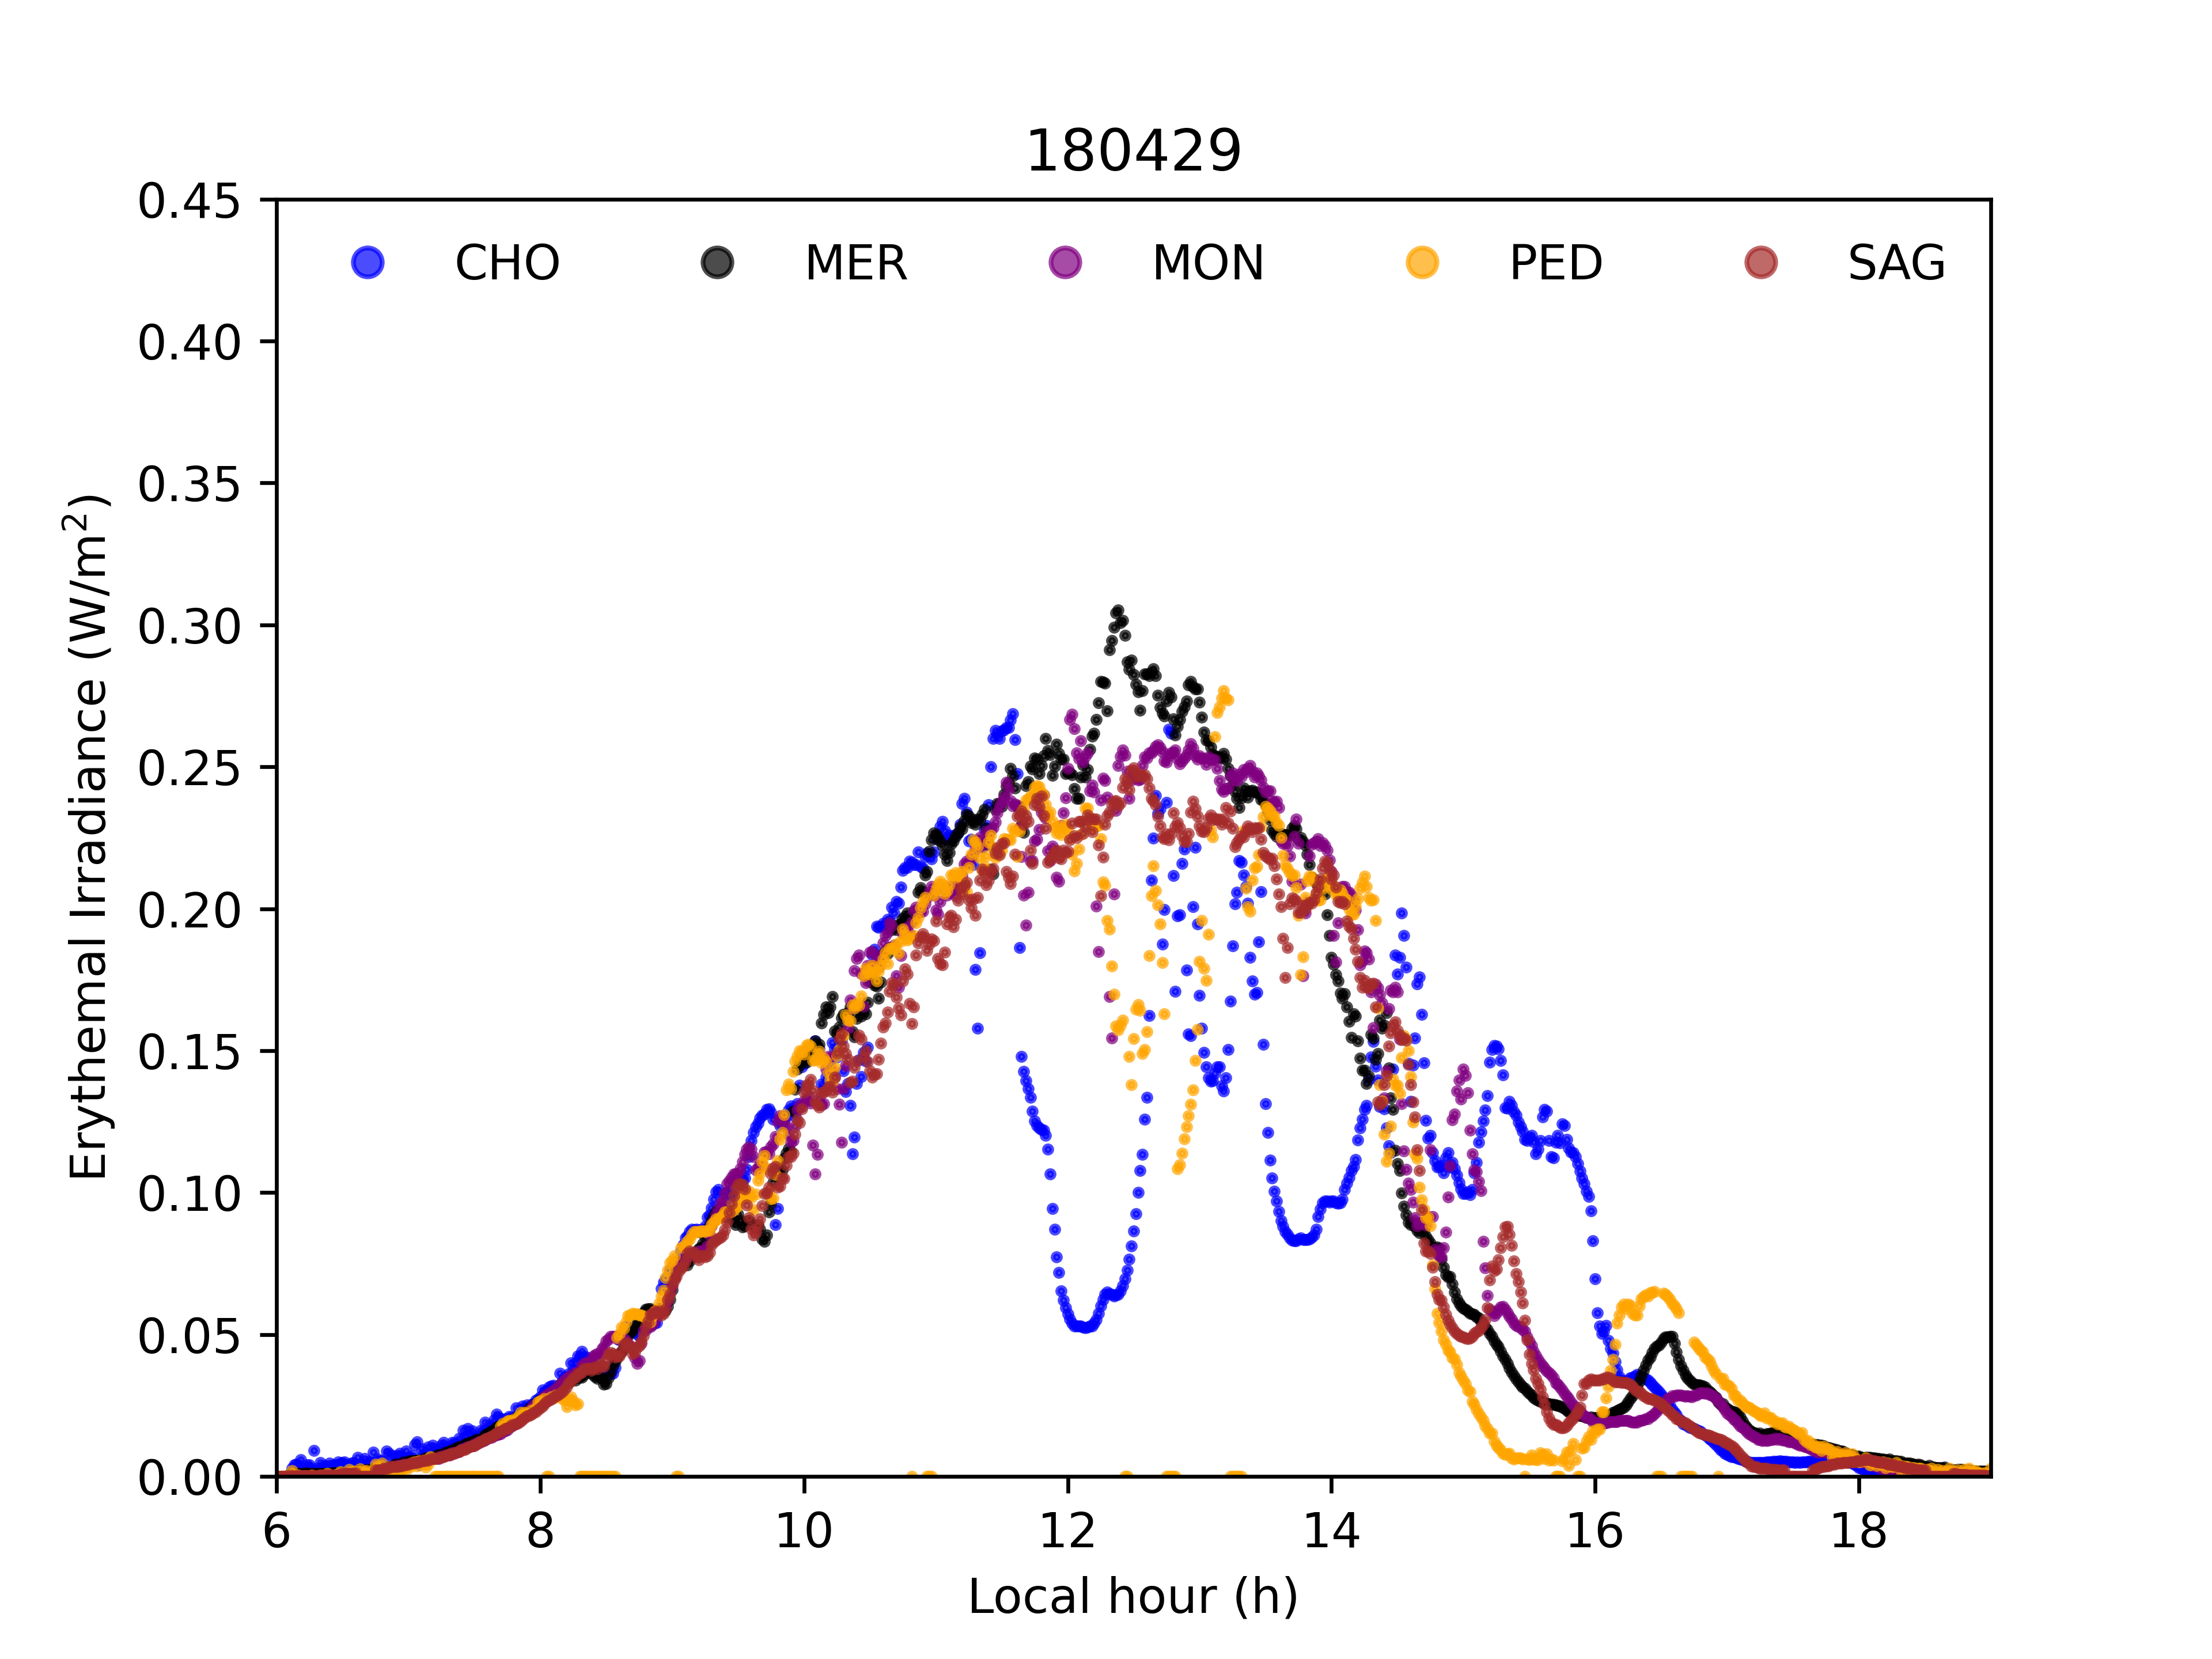 180429
CHO MER MON PED SAG
0.45
0.40
0.35
0.30
0.25
0.20
0.15
0.10
0.05
0.00
Erythemal Irradiance (W/m²)
6 8 10 12 14 16 18
Local hour (h)